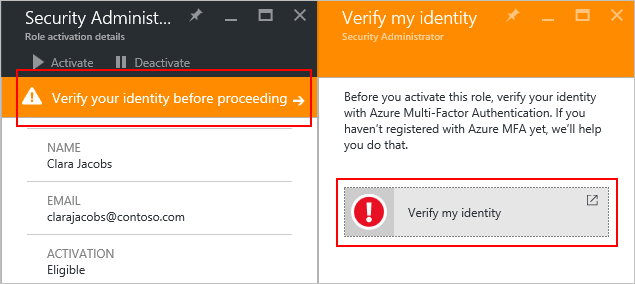 Security Administ...
Role activation details
Activate
Deactivate
Verify your identity before proceeding
NAME
Clara Jacobs
EMAIL
clarajacobs@contoso.com
ACTIVATION
Eligible
Verify my identity
Security Administrator
Before you activate this role, verify your identity
with Azure Multi-Factor Authentication. If you
haven't registered with Azure MFA yet, we'll help
you do that.
Verify my identity